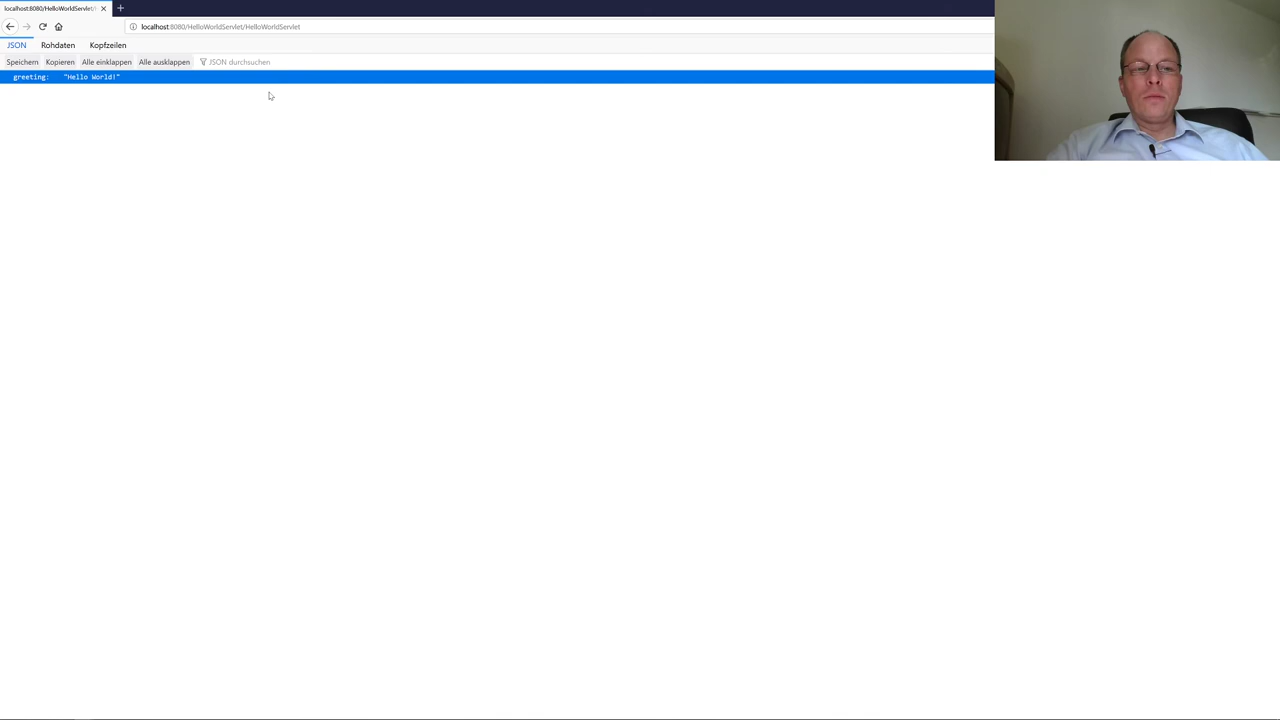 localhost:8080/HelloWorldServlet/
localhost:8080/HelloWorldServlet/HelloWorldServlet
JSON Rohdaten Kopfzeilen
Speichern Kopieren Alle einklappen Alle ausklappen JSON durchsuchen
greeting: "Hello World!"